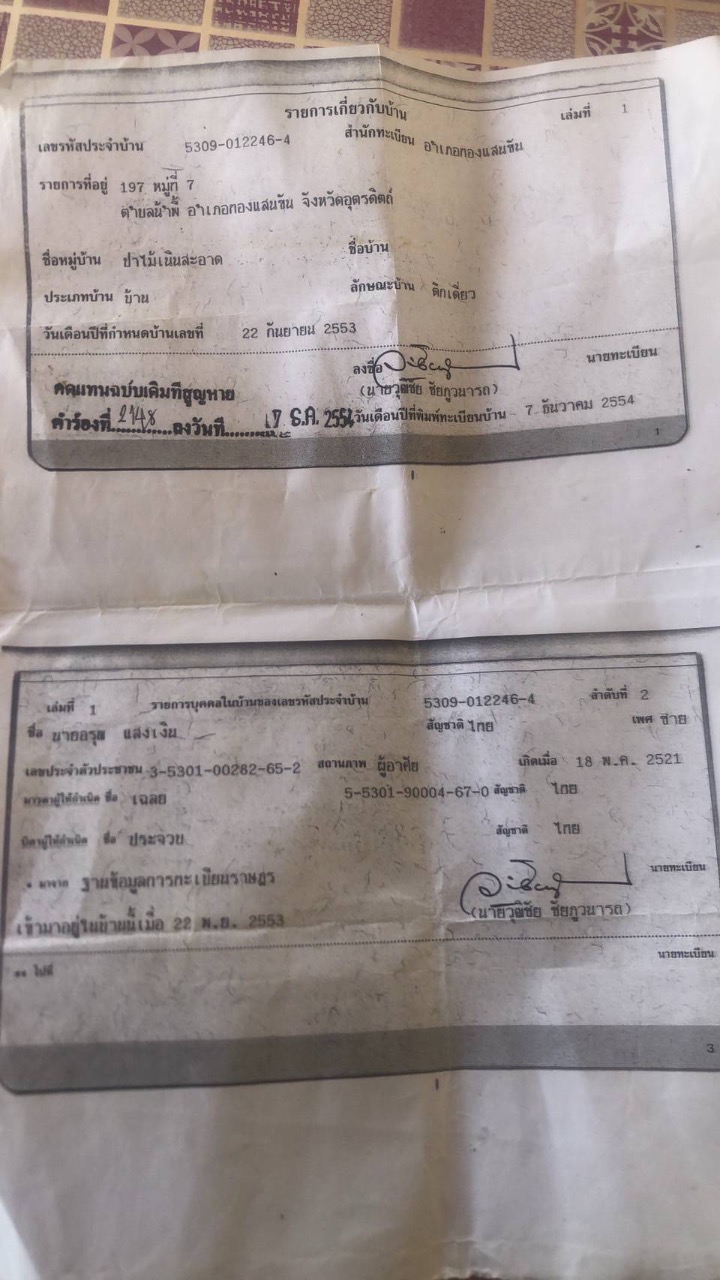 รายการเกี่ยวกับบ้าน เล่มที่ 1
เลขรหัสประจำบ้าน 5309-012246-4 สำนักทะเบียน อำเภอทองแสนขัน
รายการที่อยู่ 197 หมู่ที่ 7
ตำบลน้ำพี้ อำเภอทองแสนขัน จังหวัดอุตรดิตถ์
ชื่อหมู่บ้าน ป่าไม้เนินสะอาด ชื่อบ้าน
ประเภทบ้าน บ้าน ลักษณะบ้าน ตึกเดี่ยว
วันเดือนปีที่กำหนดบ้านเลขที่ 22 กันยายน 2553
ลงชื่อ นายทะเบียน
(นายวุฒิชัย ชัยภูวนารถ)
คัดแทนฉบับเดิมที่สูญหาย
คำร้องที่ ลงวันที่ 7 ธ.ค. 2554 วันเดือนปีที่พิมพ์ทะเบียนบ้าน 7 ธันวาคม 2554
1
เล่มที่ 1 รายการบุคคลในบ้านของเลขรหัสประจำบ้าน 5309-012246-4 ลำดับที่ 2
ชื่อ นายอรุณ แสงเงิน สัญชาติ ไทย เพศ ชาย
เลขประจำตัวประชาชน 3-5301-00282-65-2 สถานภาพ ผู้อาศัย เกิดเมื่อ 18 พ.ค. 2521
มารดาผู้ให้กำเนิด ชื่อ เฉลย 5-5301-90004-67-0 สัญชาติ ไทย
บิดาผู้ให้กำเนิด ชื่อ ประจวบ สัญชาติ ไทย
* มาจาก ฐานข้อมูลการทะเบียนราษฎร นายทะเบียน
(นายวุฒิชัย ชัยภูวนารถ)
เข้ามาอยู่ในบ้านนี้เมื่อ 22 พ.ย. 2553
** ไปที่ นายทะเบียน
3